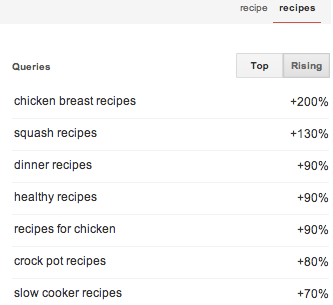 recipe recipes
Queries Top Rising
chicken breast recipes +200%
squash recipes +130%
dinner recipes +90%
healthy recipes +90%
recipes for chicken +90%
crock pot recipes +80%
slow cooker recipes +70%